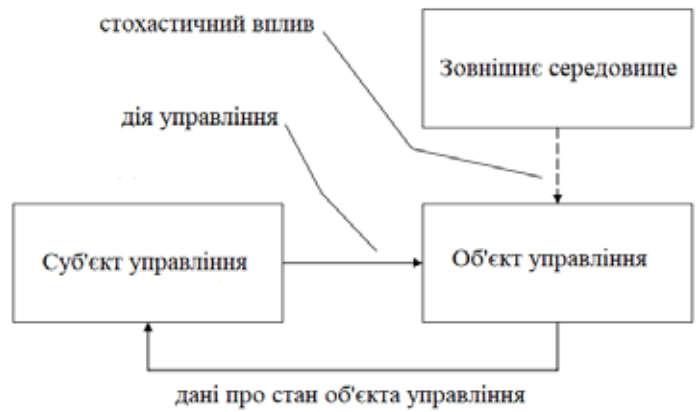 стохастичний вплив
Зовнішнє середовище
дія управління
Суб'єкт управління
Об'єкт управління
дані про стан об'єкта управління